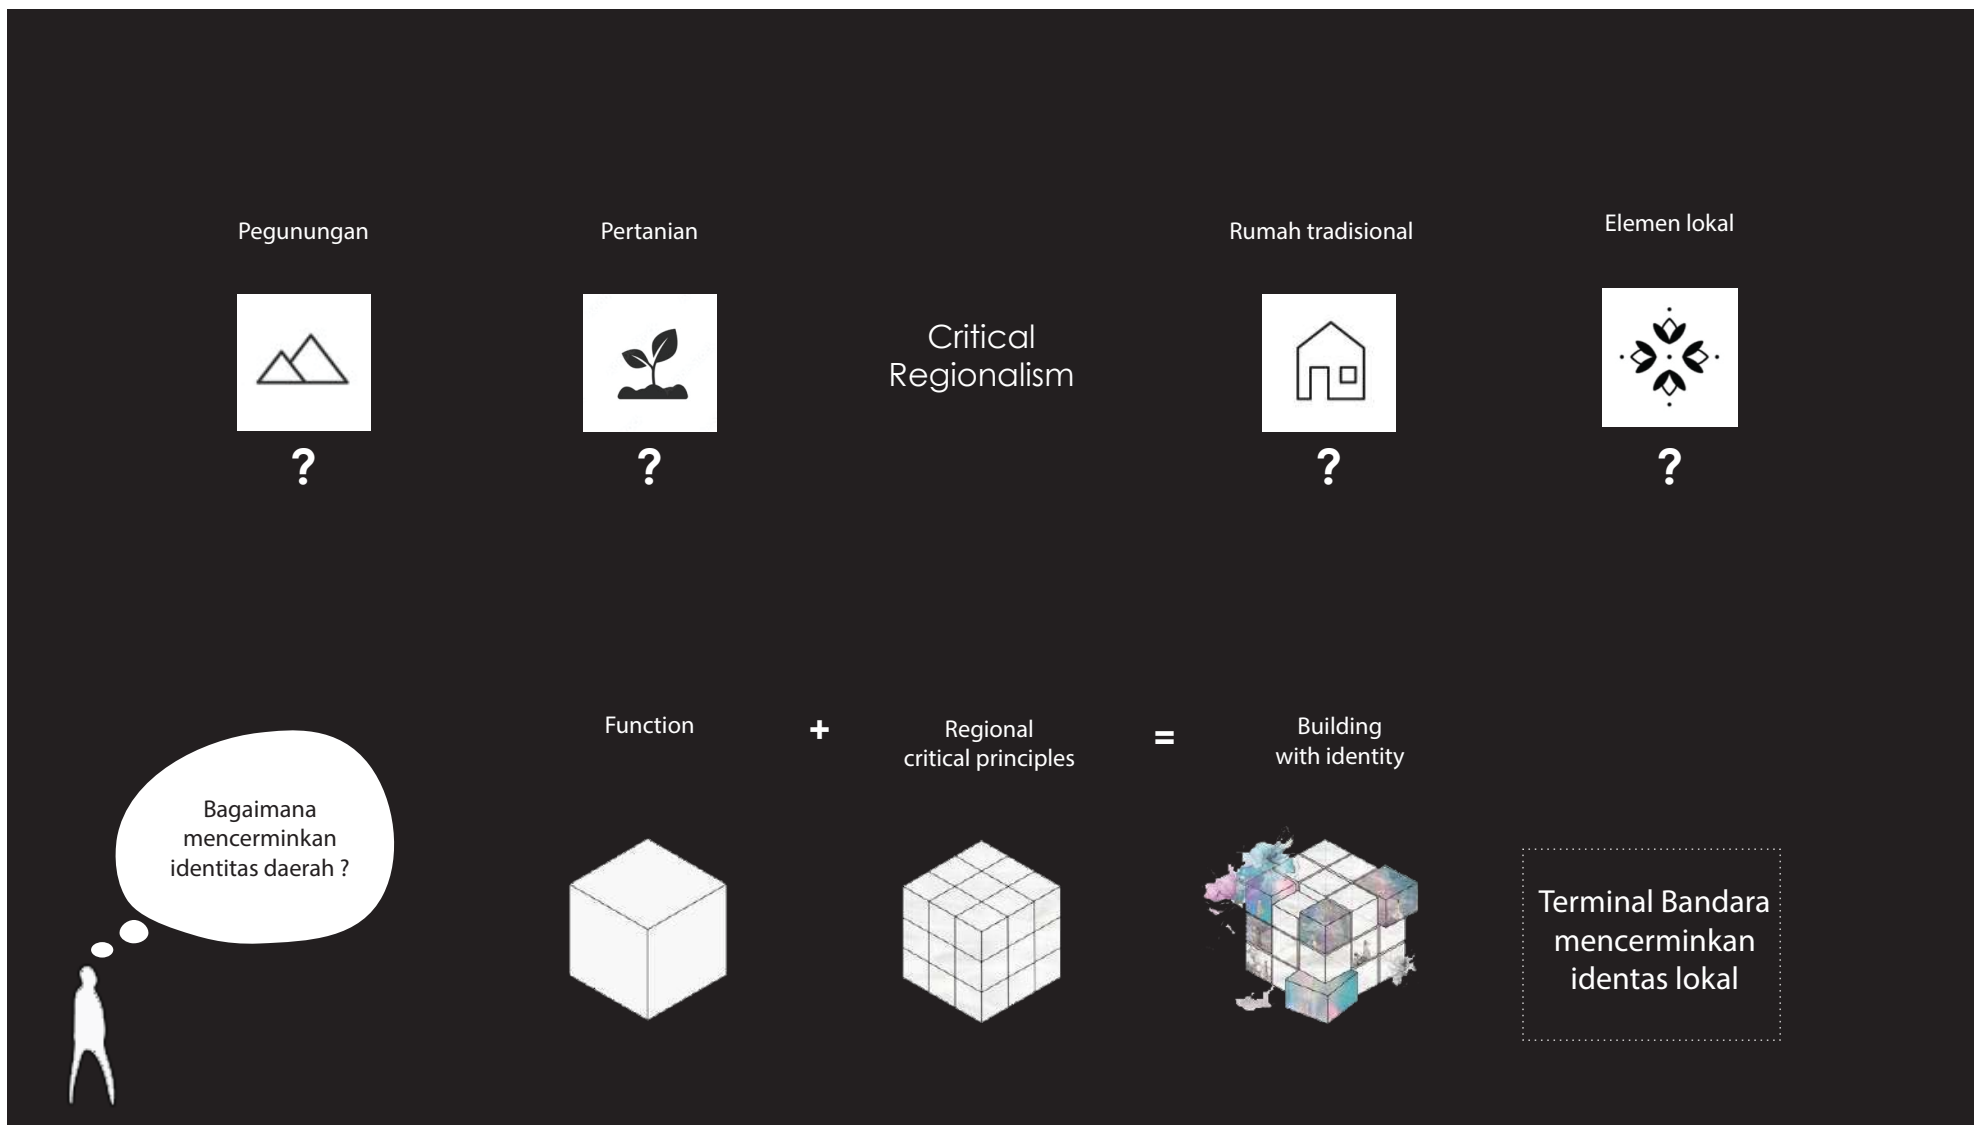 Pegunungan
Pertanian
Rumah tradisional
Elemen lokal
Critical
Regionalism
?
?
?
?
Function
+
Regional
critical principles
=
Building
with identity
Bagaimana
mencerminkan
identitas daerah ?
Terminal Bandara
mencerminkan
identas lokal